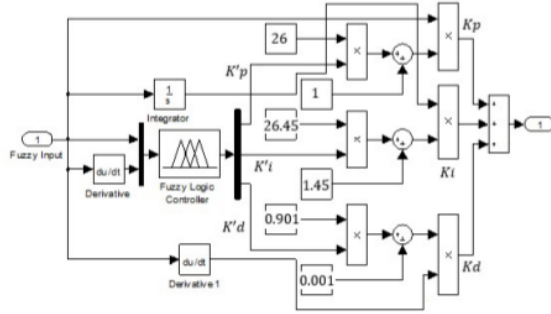 26
Kp
K'p
1
s
Integrator
1
26.45
1
Fuzzy Input
du/dt
Derivative
Fuzzy Logic
Controller
K'i
1.45
Ki
1
K'd
0.901
du/dt
Derivative 1
0.001
Kd